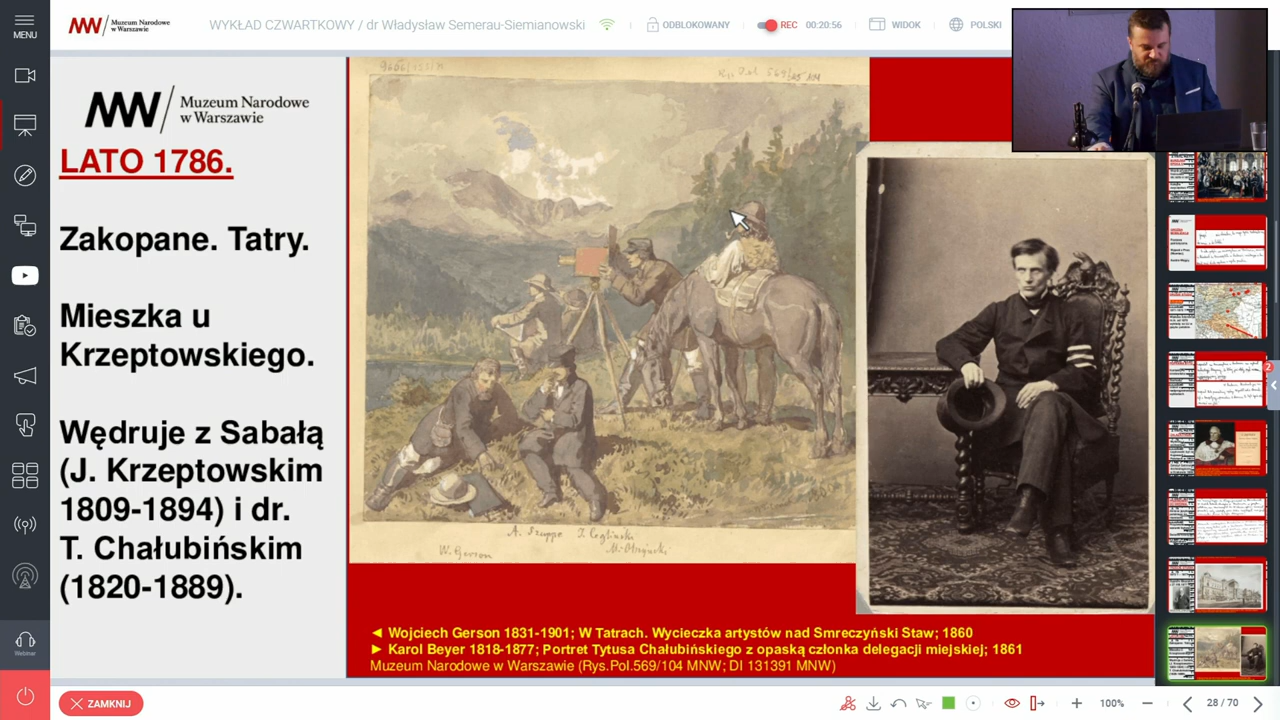 MENU
Muzeum Narodowe
w Warszawie
WYKŁAD CZWARTKOWY / dr Władysław Semerau-Siemianowski
ODBLOKOWANY
REC 00:20:56
WIDOK
POLSKI
Muzeum Narodowe
w Warszawie
LATO 1786.
Zakopane. Tatry.
Mieszka u
Krzeptowskiego.
Wędruje z Sabałą
(J. Krzeptowskim
1809-1894) i dr.
T. Chałubińskim
(1820-1889).
W. Gerson
◄ Wojciech Gerson 1831-1901; W Tatrach. Wycieczka artystów nad Smreczyński Staw; 1860
► Karol Beyer 1818-1877; Portret Tytusa Chałubińskiego z opaską członka delegacji miejskiej; 1861
Muzeum Narodowe w Warszawie (Rys.Pol.569/104 MNW; DI 131391 MNW)
2
Webinar
ZAMKNIJ
100%
28 / 70